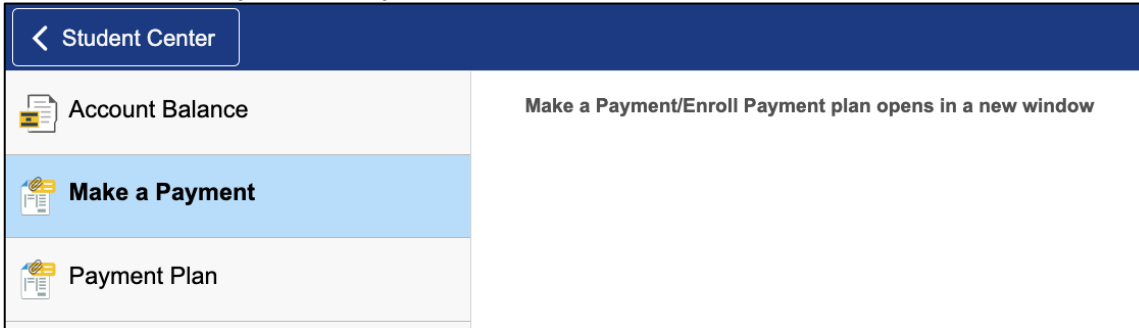 Student Center
Account Balance
Make a Payment/Enroll Payment plan opens in a new window
Make a Payment
Payment Plan